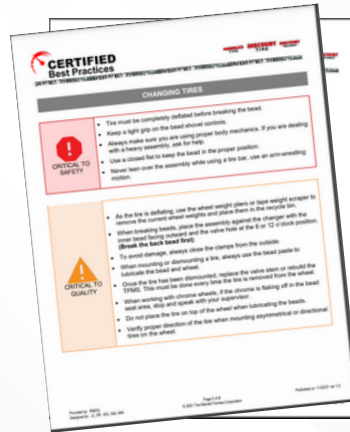 CERTIFIED
Best Practices
DISCOUNT
TIRE
CHANGING TIRES
• Tire must be completely deflated before breaking the bead.
• Keep a light grip on the bead shovel controls.
• Always make sure you are using proper body mechanics. If you are dealing
with a heavy assembly, ask for help.
• Use a closed fist to keep the bead in the proper position.
• Never lean over the assembly while using a tire bar, use an arm-wrestling
motion.
CRITICAL TO
SAFETY
• As the tire is deflating, use the wheel weight pliers or tape weight scraper to
remove the current wheel weights and place them in the recycle bin.
• When breaking beads, place the assembly against the changer with the
inner bead facing outward and the valve hole at the 6 or 12 o'clock position.
(Break the back bead first)
• To avoid damage, always close the clamps from the outside.
• When mounting or dismounting a tire, always use the bead paste to
lubricate the bead and wheel.
• Once the tire has been dismounted, replace the valve stem or rebuild the
TPMS. This must be done every time the tire is removed from the wheel.
• When working with chrome wheels, if the chrome is flaking off in the bead
seat area, stop and speak with your supervisor.
• Do not place the tire on top of the wheel when lubricating the beads.
• Verify proper direction of the tire when mounting asymmetrical or directional
tires on the wheel.
CRITICAL TO
QUALITY